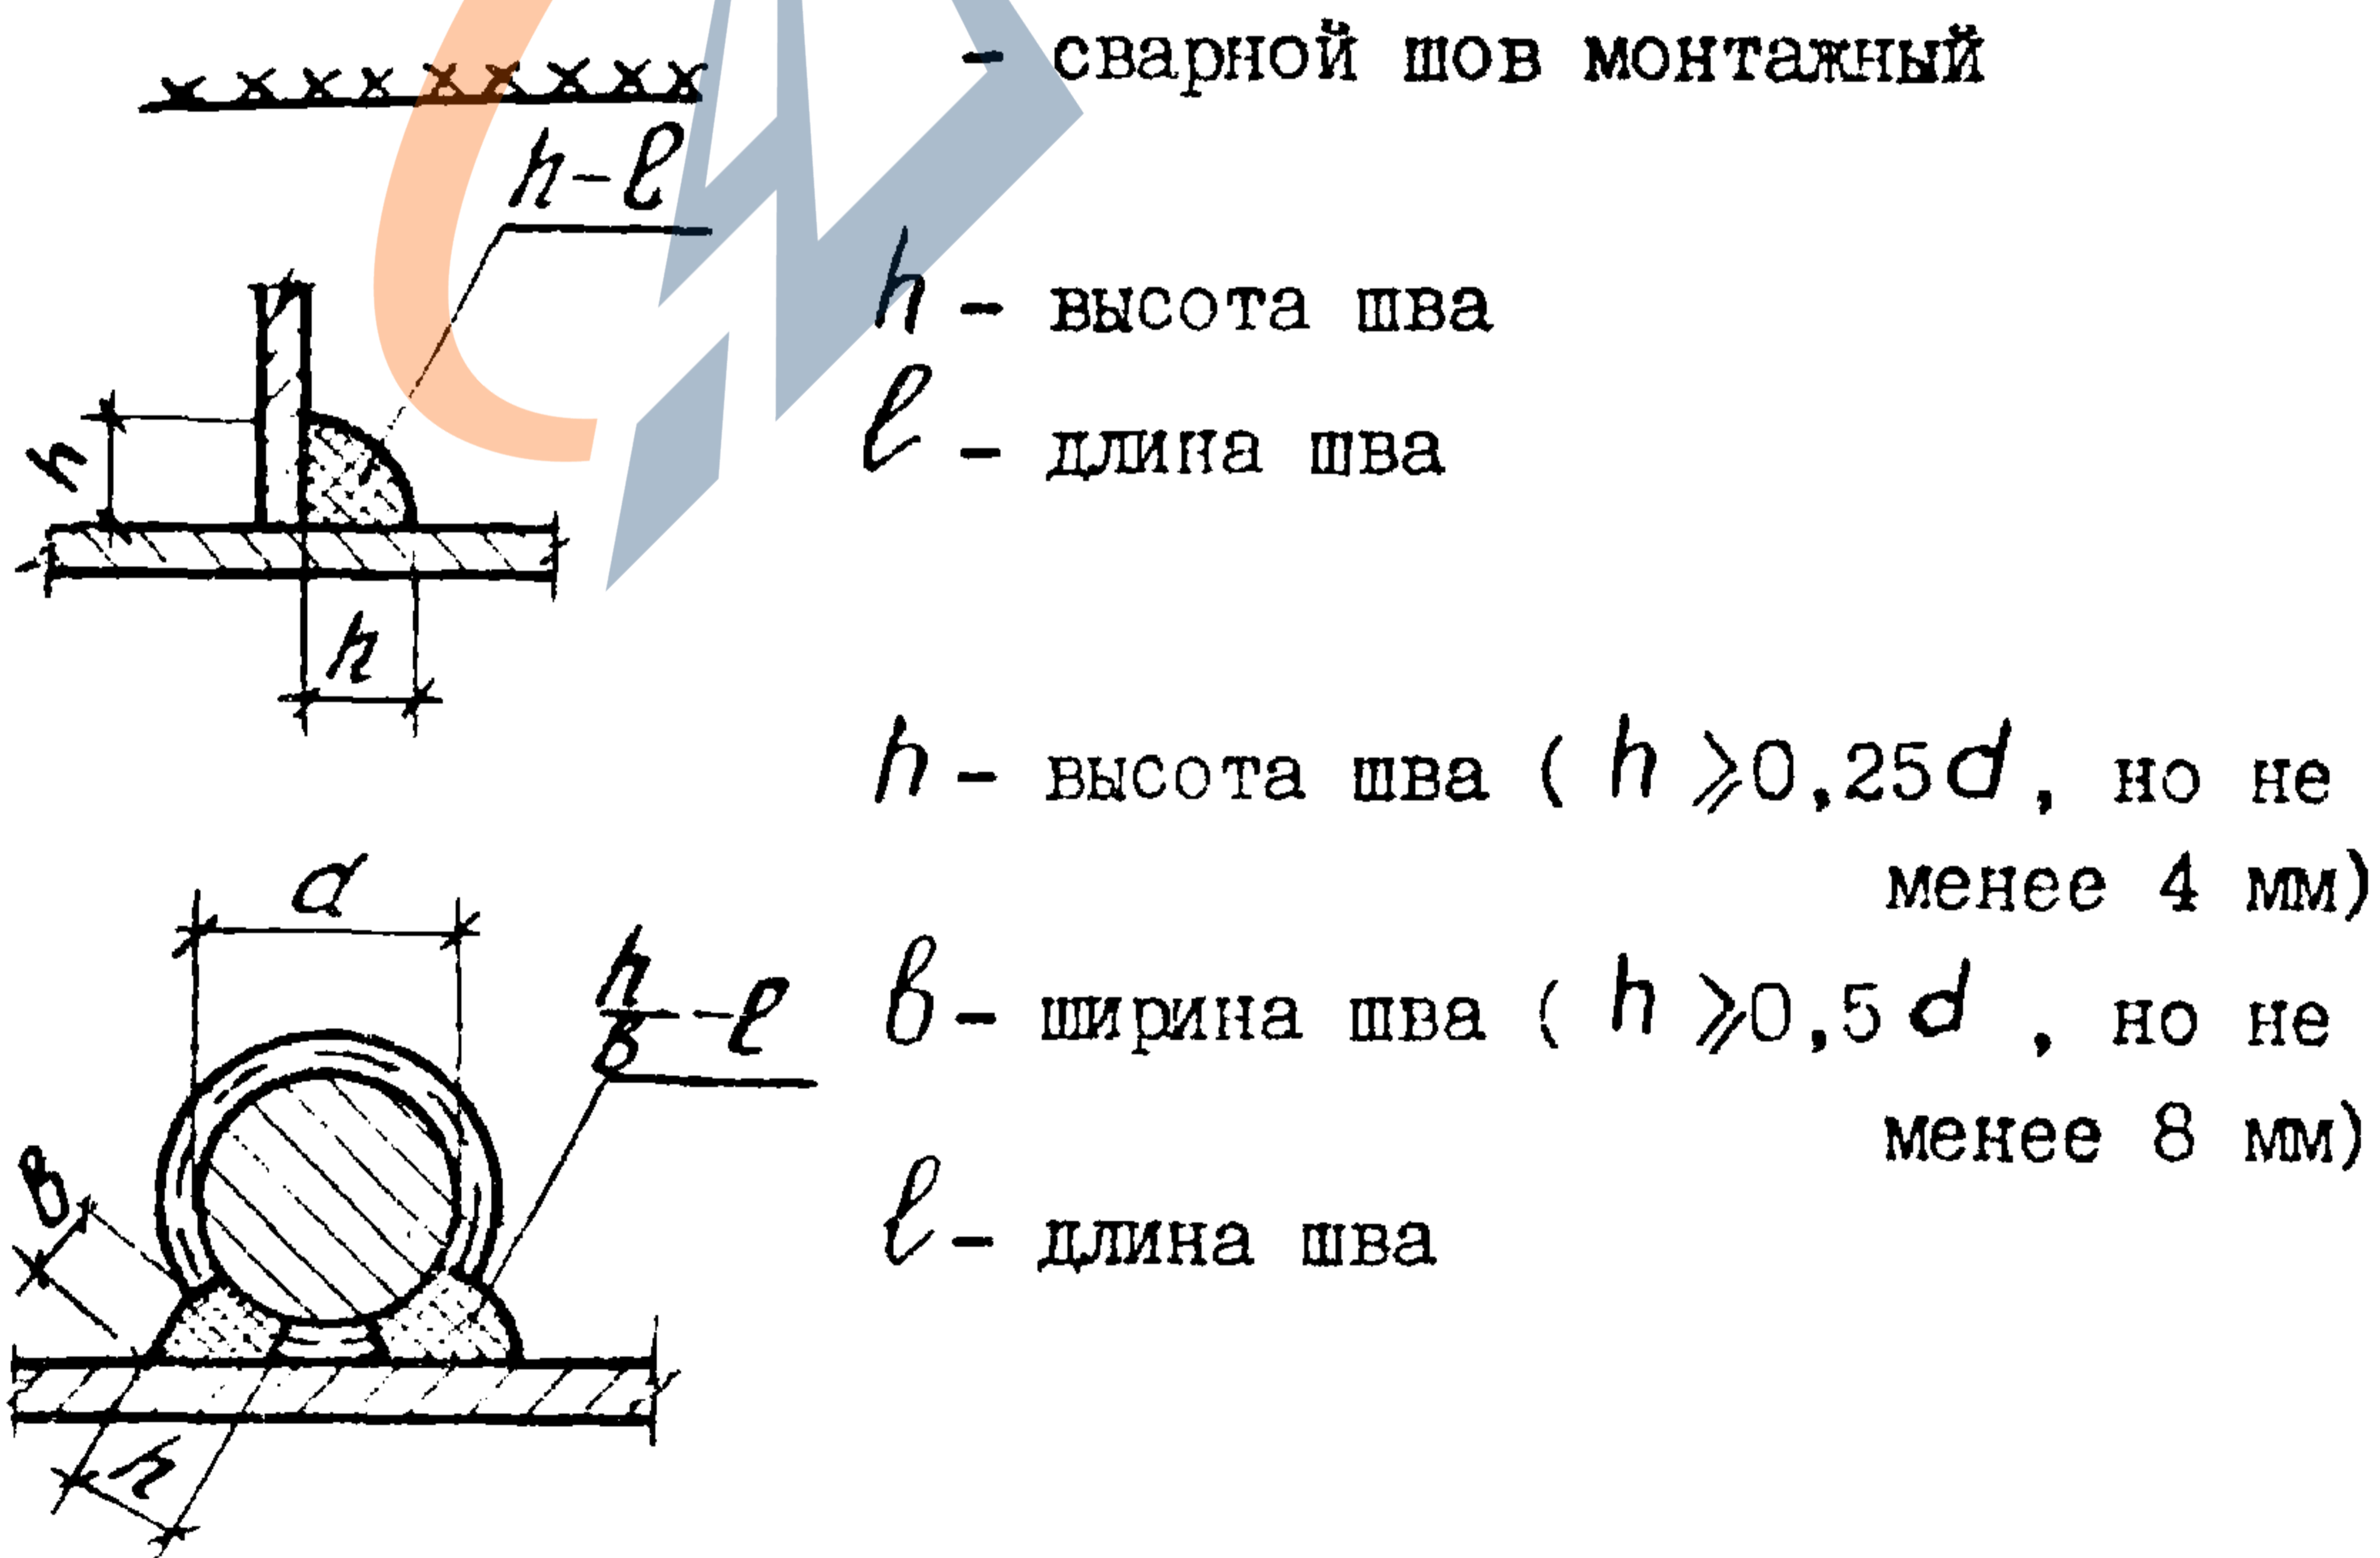 - сварной шов монтажный
h-l
h - высота шва
l - длина шва
h
h
h - высота шва ( h ⩾0,25d, но не
менее 4 мм)
d
h/в -l
в - ширина шва ( h ⩾0,5d , но не
менее 8 мм)
в
l - длина шва
h